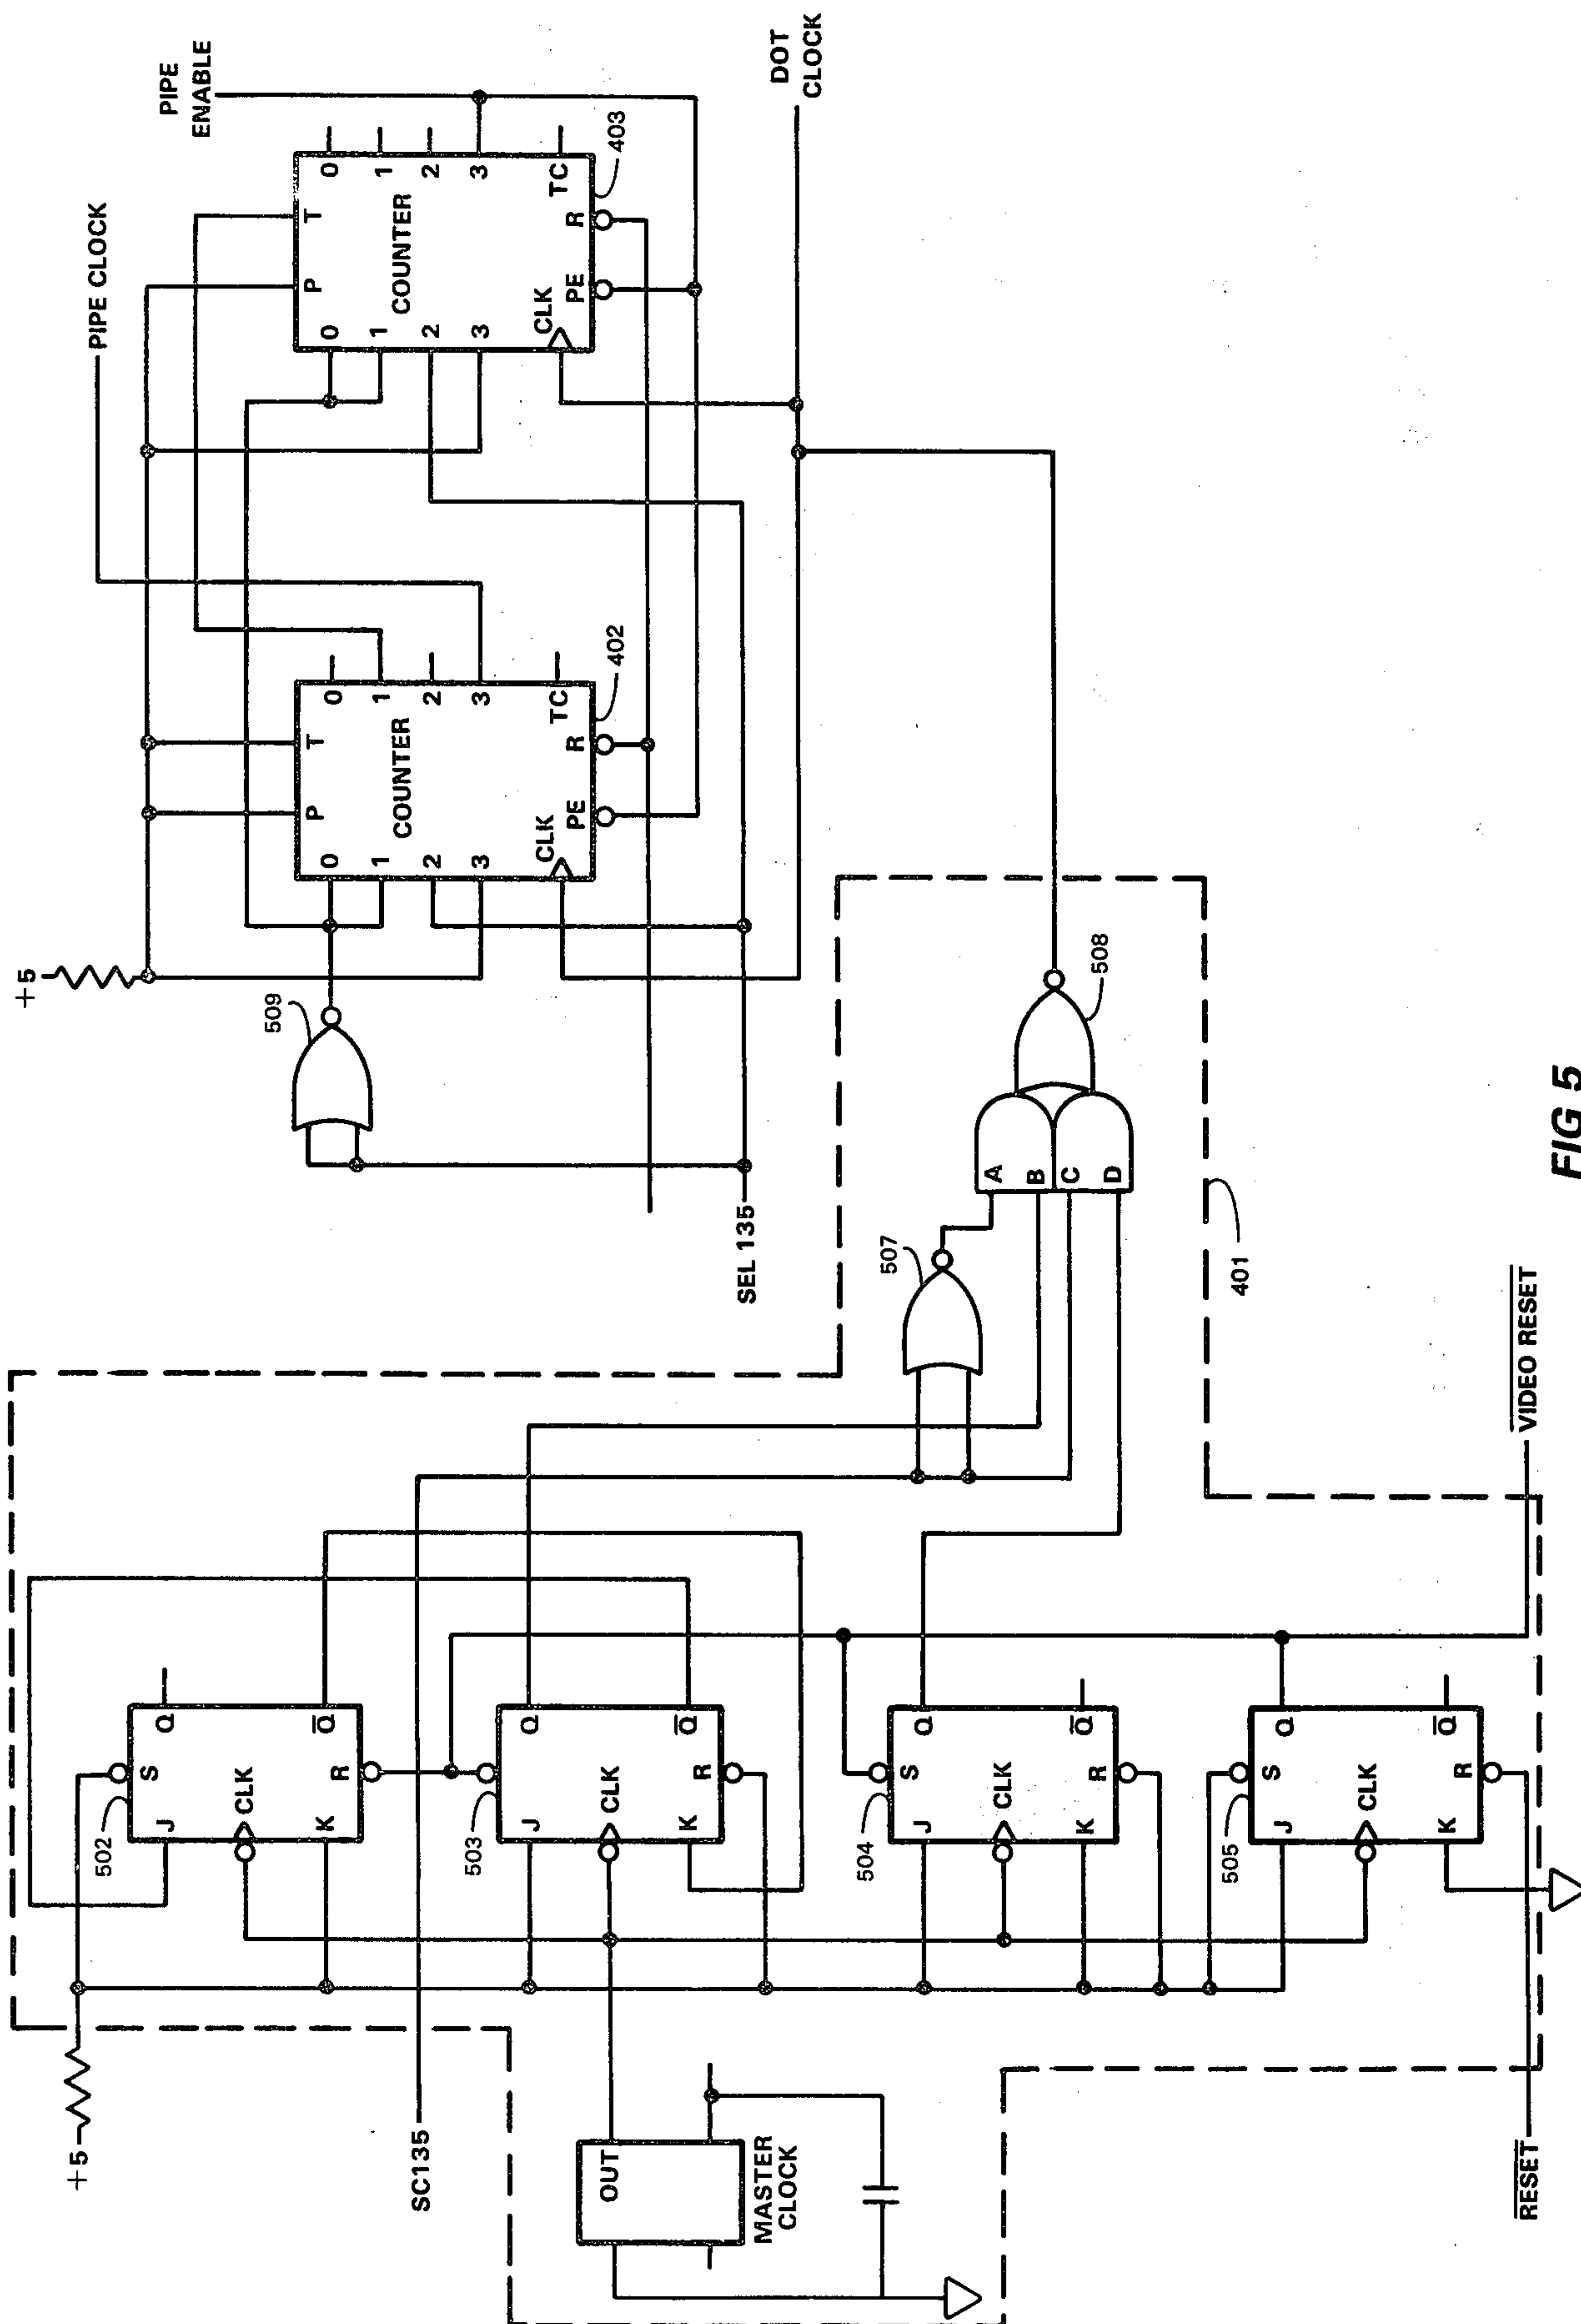 +5
PIPE CLOCK
PIPE
ENABLE
509
0
1
2
3
P
T
COUNTER
CLK
PE
R
0
1
2
3
TC
402
0
1
2
3
P
T
COUNTER
CLK
PE
R
0
1
2
3
TC
403
DOT
CLOCK
SEL 135
+5
502
J
S
Q
CLK
K
R
Q̅
SC135
503
J
Q
CLK
K
R
Q̅
507
A
B
C
D
508
401
OUT
MASTER
CLOCK
504
J
S
Q
CLK
K
R
Q̅
505
J
S
Q
CLK
K
R
Q̅
RESET
VIDEO RESET
FIG 5